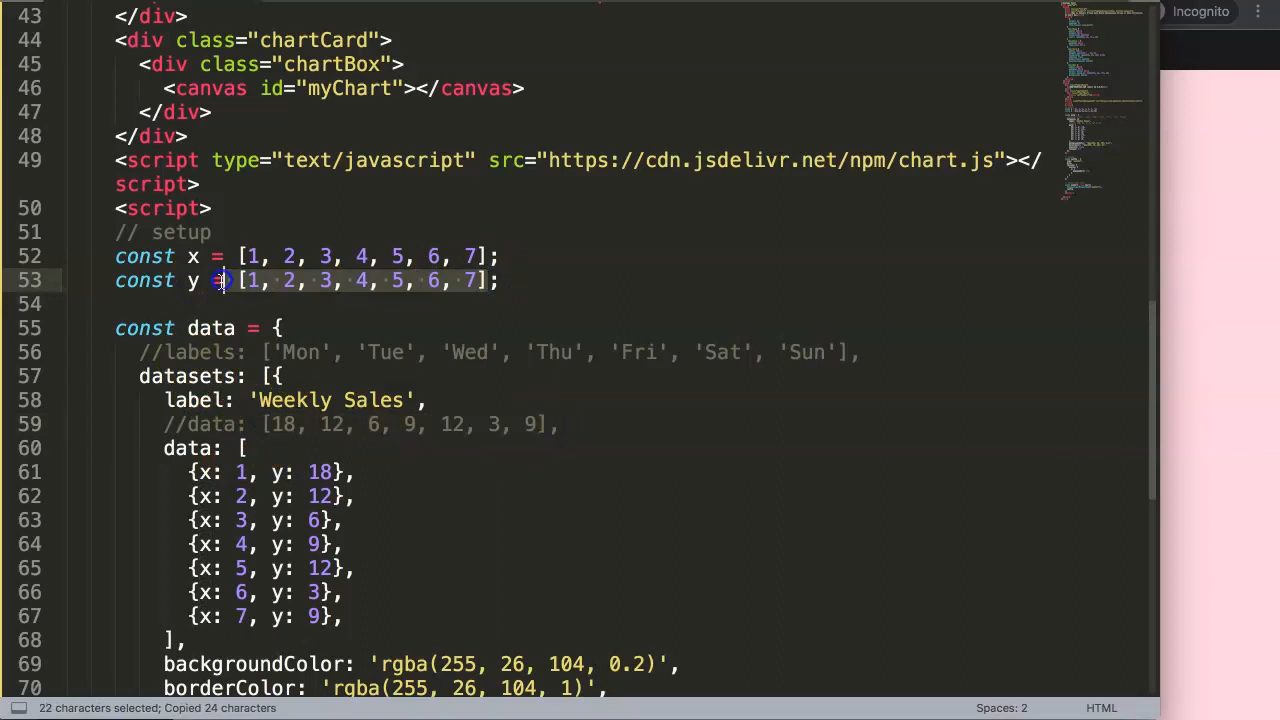 Incognito
43 </div>
44 <div class="chartCard">
45 <div class="chartBox">
46 <canvas id="myChart"></canvas>
47 </div>
48 </div>
49 <script type="text/javascript" src="https://cdn.jsdelivr.net/npm/chart.js"></
script>
50 <script>
51 // setup
52 const x = [1, 2, 3, 4, 5, 6, 7];
53 const y = [1, 2, 3, 4, 5, 6, 7];
54
55 const data = {
56 //labels: ['Mon', 'Tue', 'Wed', 'Thu', 'Fri', 'Sat', 'Sun'],
57 datasets: [{
58 label: 'Weekly Sales',
59 //data: [18, 12, 6, 9, 12, 3, 9],
60 data: [
61 {x: 1, y: 18},
62 {x: 2, y: 12},
63 {x: 3, y: 6},
64 {x: 4, y: 9},
65 {x: 5, y: 12},
66 {x: 6, y: 3},
67 {x: 7, y: 9},
68 ],
69 backgroundColor: 'rgba(255, 26, 104, 0.2)',
70 borderColor: 'rgba(255, 26, 104, 1)',
22 characters selected; Copied 24 characters
Spaces: 2
HTML